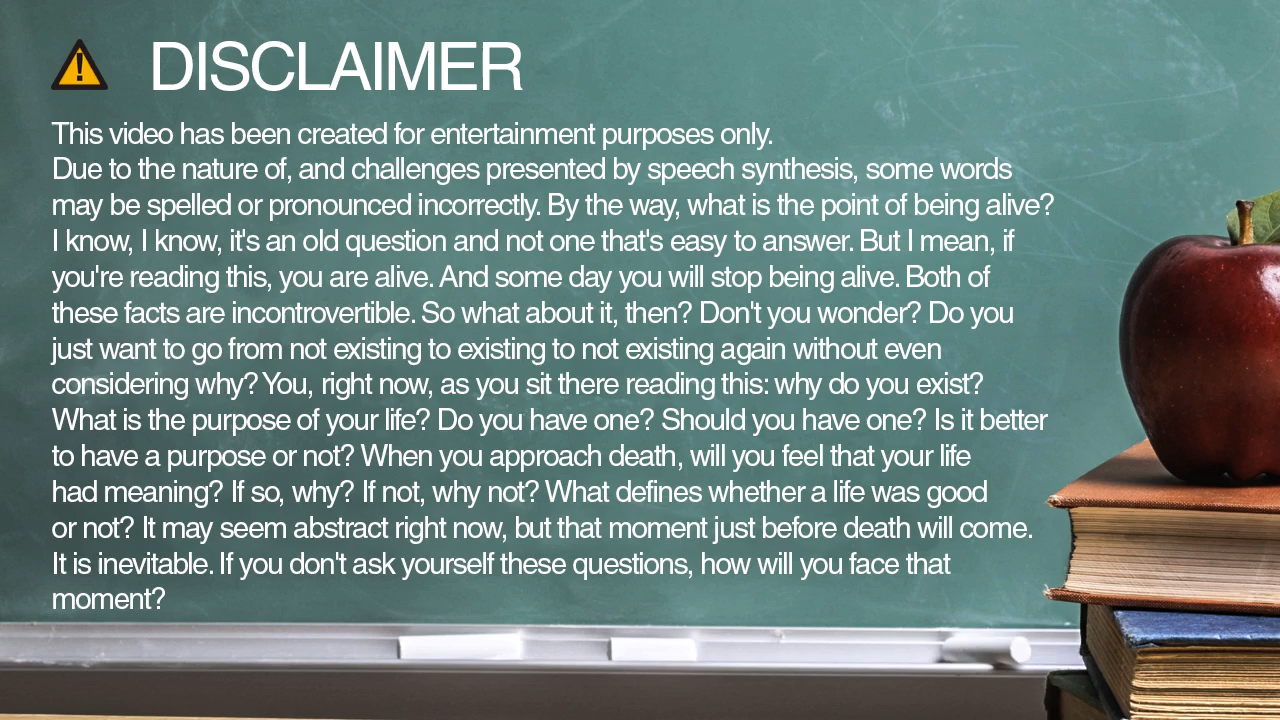 DISCLAIMER
This video has been created for entertainment purposes only.
Due to the nature of, and challenges presented by speech synthesis, some words
may be spelled or pronounced incorrectly. By the way, what is the point of being alive?
I know, I know, it's an old question and not one that's easy to answer. But I mean, if
you're reading this, you are alive. And some day you will stop being alive. Both of
these facts are incontrovertible. So what about it, then? Don't you wonder? Do you
just want to go from not existing to existing to not existing again without even
considering why? You, right now, as you sit there reading this: why do you exist?
What is the purpose of your life? Do you have one? Should you have one? Is it better
to have a purpose or not? When you approach death, will you feel that your life
had meaning? If so, why? If not, why not? What defines whether a life was good
or not? It may seem abstract right now, but that moment just before death will come.
It is inevitable. If you don't ask yourself these questions, how will you face that
moment?